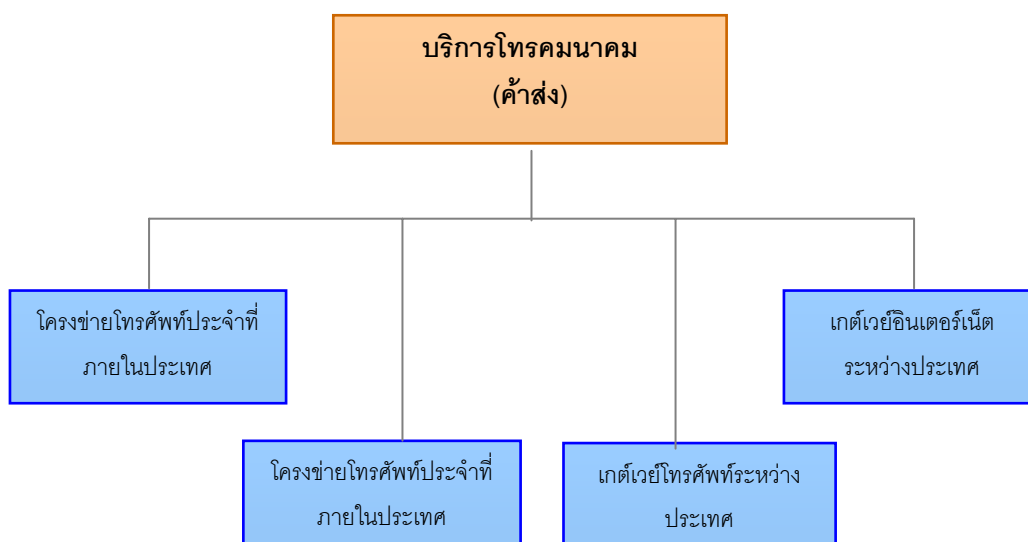 บริการโทรคมนาคม
(ค้าส่ง)
โครงข่ายโทรศัพท์ประจำที่
ภายในประเทศ
เกต์เวย์อินเตอร์เน็ต
ระหว่างประเทศ
โครงข่ายโทรศัพท์ประจำที่
ภายในประเทศ
เกต์เวย์โทรศัพท์ระหว่าง
ประเทศ